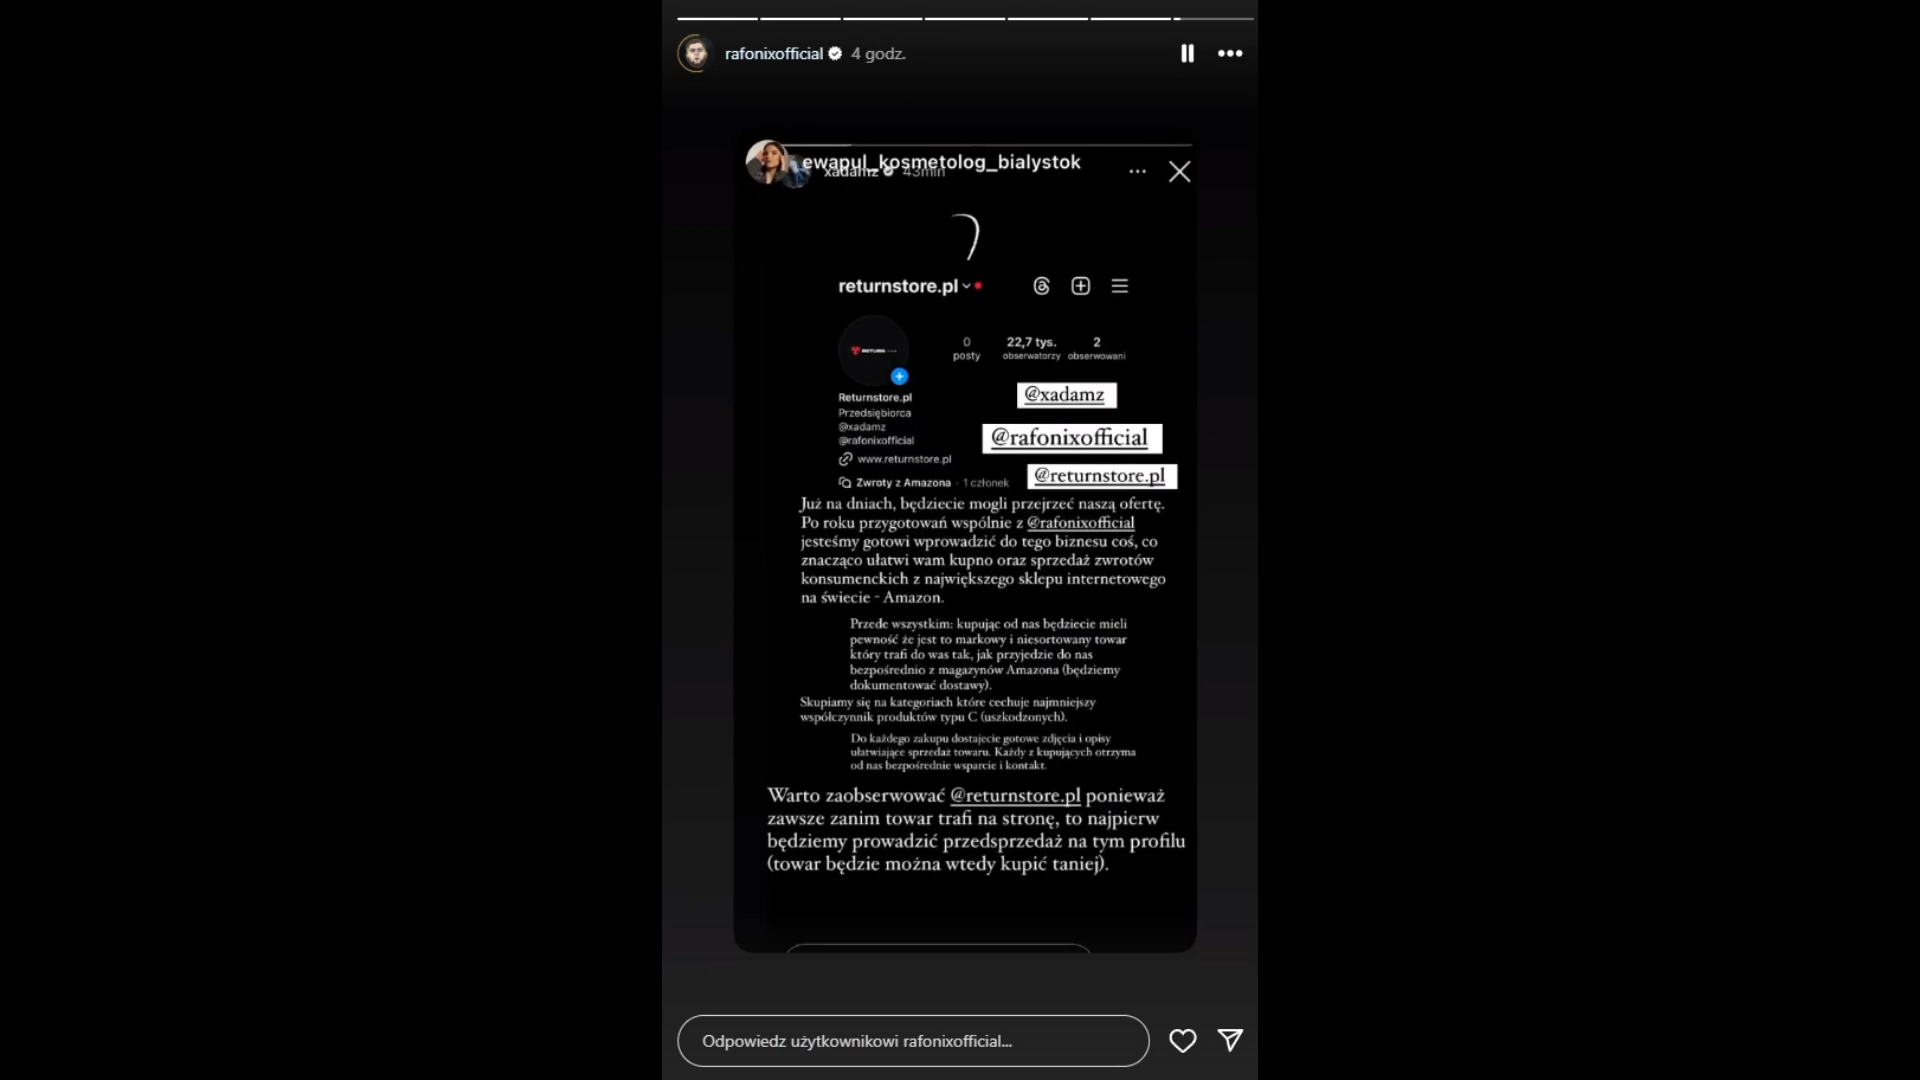 rafonixofficial 4 godz.
ewapul_kosmetolog_bialystok
xadamz 43min
returnstore.pl
0
posty
22,7 tys.
obserwatorzy
2
obserwowani
Returnstore.pl
Przedsiębiorca
@xadamz
@rafonixofficial
www.returnstore.pl
Zwroty z Amazona · 1 członek
@xadamz
@rafonixofficial
@returnstore.pl
Już na dniach, będziecie mogli przejrzeć naszą ofertę.
Po roku przygotowań wspólnie z @rafonixofficial
jesteśmy gotowi wprowadzić do tego biznesu coś, co
znacząco ułatwi wam kupno oraz sprzedaż zwrotów
konsumenckich z największego sklepu internetowego
na świecie - Amazon.
Przede wszystkim: kupując od nas będziecie mieli
pewność że jest to markowy i niesortowany towar
który trafi do was tak, jak przyjedzie do nas
bezpośrednio z magazynów Amazona (będziemy
dokumentować dostawy).
Skupiamy się na kategoriach które cechuje najmniejszy
współczynnik produktów typu C (uszkodzonych).
Do każdego zakupu dostajecie gotowe zdjęcia i opisy
ułatwiające sprzedaż towaru. Każdy z kupujących otrzyma
od nas bezpośrednie wsparcie i kontakt.
Warto zaobserwować @returnstore.pl ponieważ
zawsze zanim towar trafi na stronę, to najpierw
będziemy prowadzić przedsprzedaż na tym profilu
(towar będzie można wtedy kupić taniej).
Odpowiedz użytkownikowi rafonixofficial...